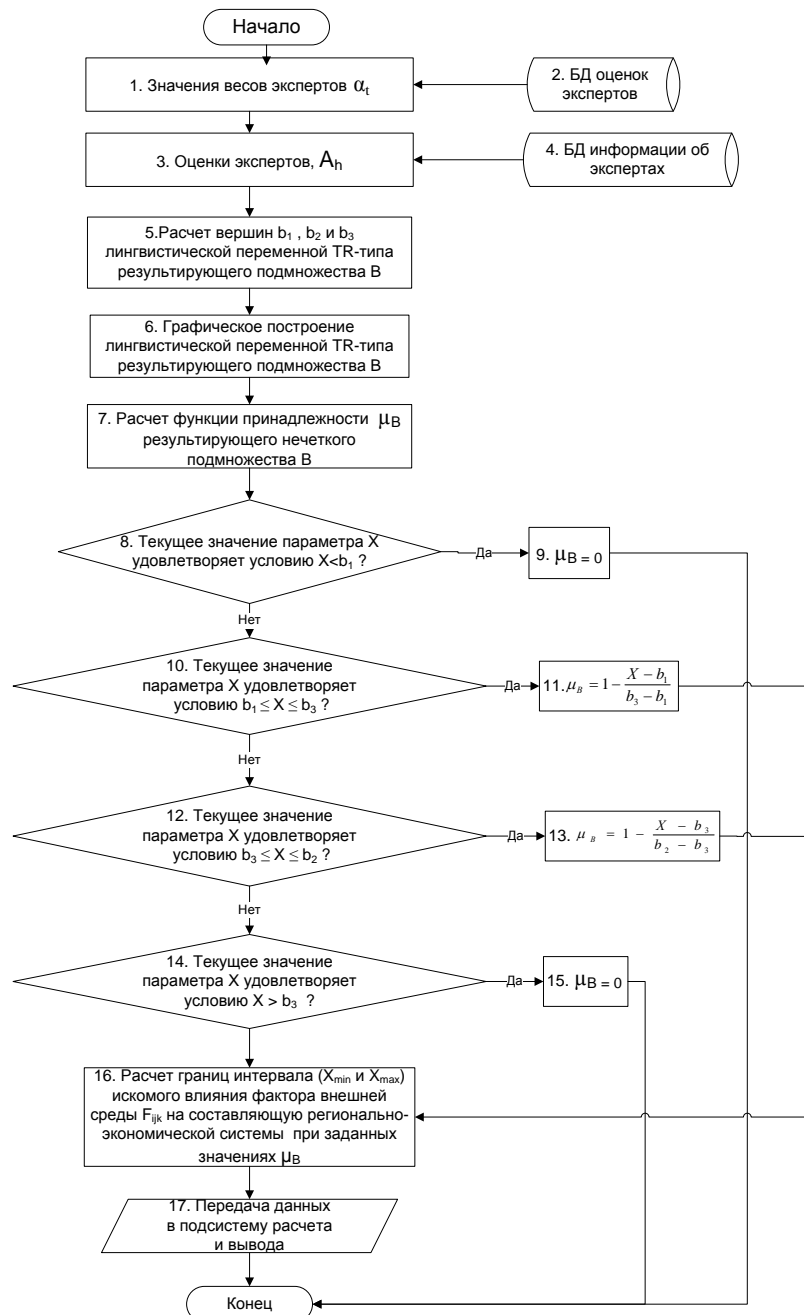 Начало
1. Значения весов экспертов αt
2. БД оценок
экспертов
3. Оценки экспертов, Ah
4. БД информации об
экспертах
5.Расчет вершин b1 , b2 и b3
лингвистической переменной TR-типа
результирующего подмножества В
6. Графическое построение
лингвистической переменной TR-типа
результирующего подмножества В
7. Расчет функции принадлежности μB
результирующего нечеткого
подмножества В
8. Текущее значение параметра X
удовлетворяет условию X<b1 ?
Да
9. μB = 0
Нет
10. Текущее значение
параметра X удовлетворяет
условию b1 ≤ X ≤ b3 ?
Да
11. μB = 1 − (X − b1) / (b3 − b1)
Нет
12. Текущее значение
параметра X удовлетворяет
условию b3 ≤ X ≤ b2 ?
Да
13. μB = 1 − (X − b3) / (b2 − b3)
Нет
14. Текущее значение
параметра X удовлетворяет
условию X > b3 ?
Да
15. μB = 0
16. Расчет границ интервала (Xmin и Xmax)
искомого влияния фактора внешней
среды Fijk на составляющую регионально-
экономической системы при заданных
значениях μB
17. Передача данных
в подсистему расчета
и вывода
Конец